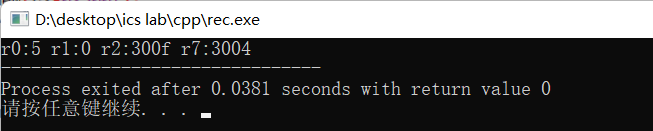 D:\desktop\ics lab\cpp\rec.exe
r0:5 r1:0 r2:300f r7:3004
--------------------------------
Process exited after 0.0381 seconds with return value 0
请按任意键继续. . .